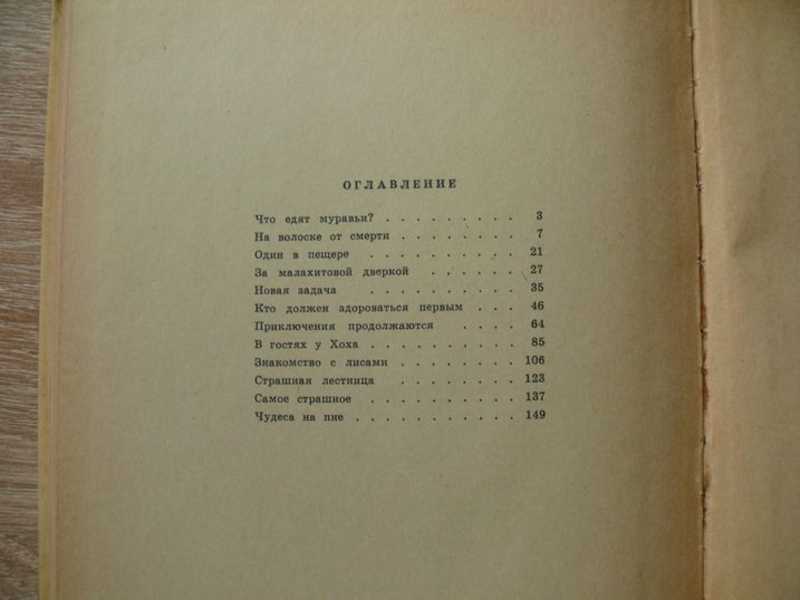 ОГЛАВЛЕНИЕ
Что едят муравьи? . . . . . . . . . 3
На волоске от смерти . . . . . . . . 7
Один в пещере . . . . . . . . . . 21
За малахитовой дверкой . . . . . . 27
Новая задача . . . . . . . . . . 35
Кто должен здороваться первым . . . 46
Приключения продолжаются . . . . 64
В гостях у Хоха . . . . . . . . . . 85
Знакомство с лисами . . . . . . . . 106
Страшная лестница . . . . . . . . 123
Самое страшное . . . . . . . . . . 137
Чудеса на пне . . . . . . . . . . . 149